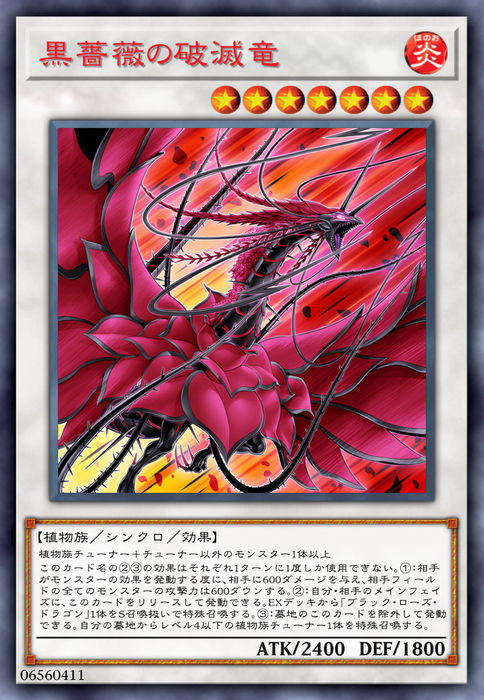 黒薔薇の破滅竜
ほのお
炎
【植物族／シンクロ／効果】
植物族チューナー＋チューナー以外のモンスター1体以上
このカード名の②③の効果はそれぞれ1ターンに1度しか使用できない。①：相手
がモンスターの効果を発動する度に、相手に600ダメージを与え、相手フィール
ドの全てのモンスターの攻撃力は600ダウンする。②：自分・相手のメインフェイ
ズに、このカードをリリースして発動できる。EXデッキから「ブラック・ローズ・
ドラゴン」1体をS召喚扱いで特殊召喚する。③：墓地のこのカードを除外して発動
できる。自分の墓地からレベル4以下の植物族チューナー1体を特殊召喚する。
ATK/2400 DEF/1800
06560411